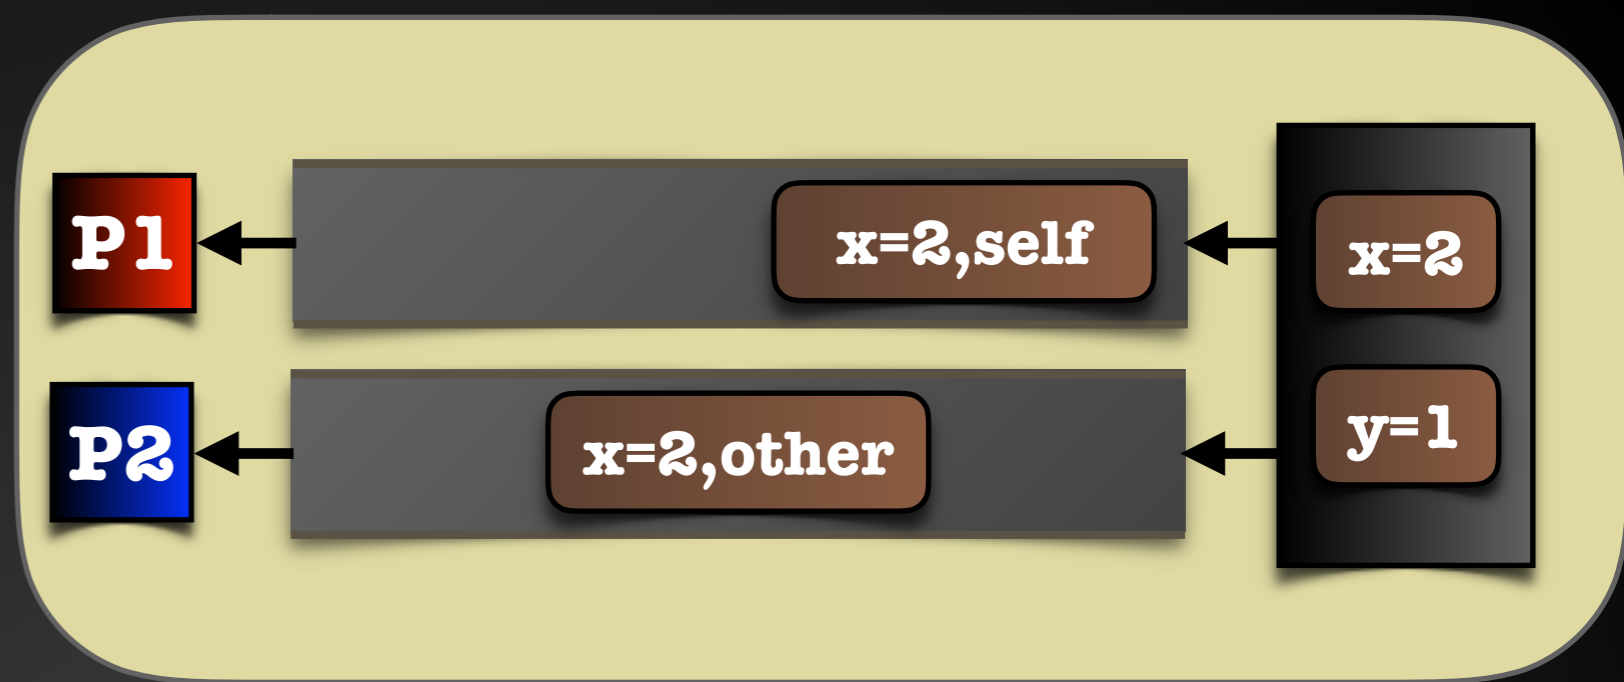 P1
x=2,self
x=2
P2
x=2,other
y=1